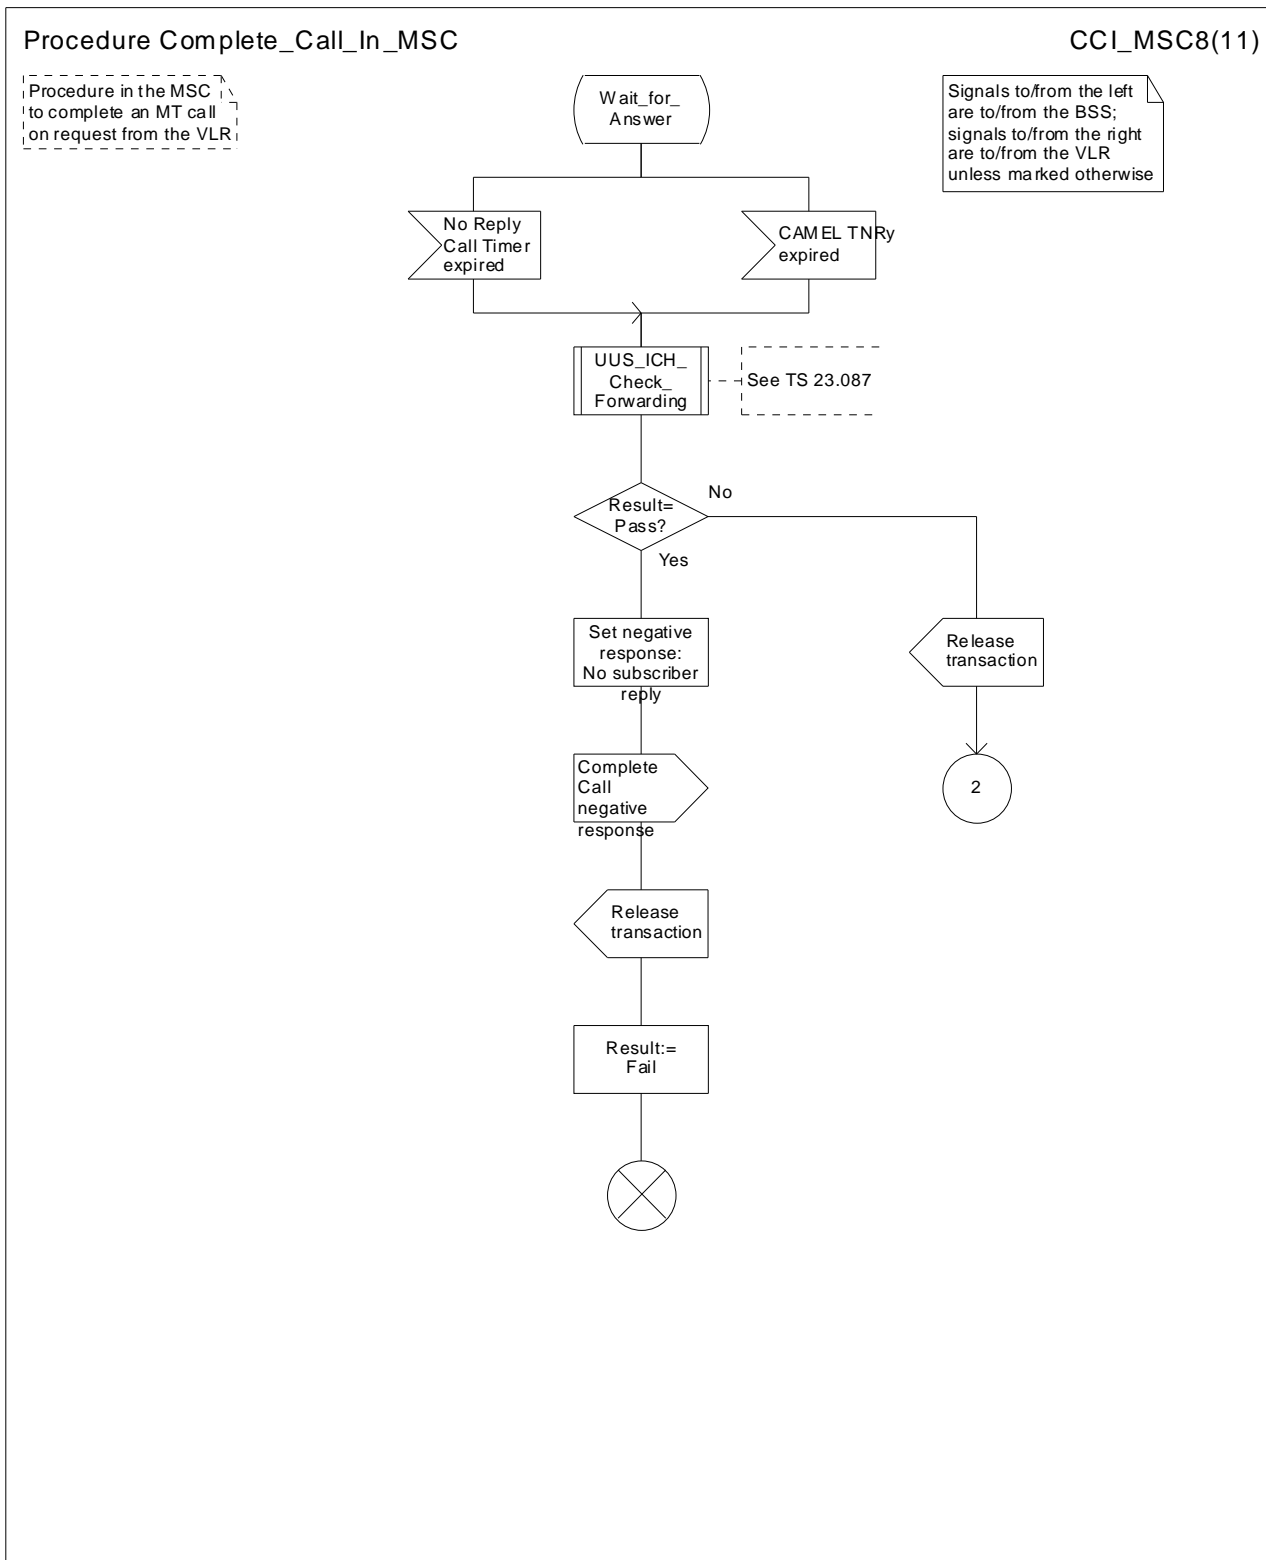 Procedure Complete_Call_In_MSC
CCI_MSC8(11)
Procedure in the MSC
to complete an MT call
on request from the VLR
Wait_for_
Answer
Signals to/from the left
are to/from the BSS;
signals to/from the right
are to/from the VLR
unless marked otherwise
No Reply
Call Timer
expired
CAMEL TNRy
expired
UUS_ICH_
Check_
Forwarding
See TS 23.087
Result=
Pass?
No
Yes
Set negative
response:
No subscriber
reply
Release
transaction
Complete
Call
negative
response
2
Release
transaction
Result:=
Fail